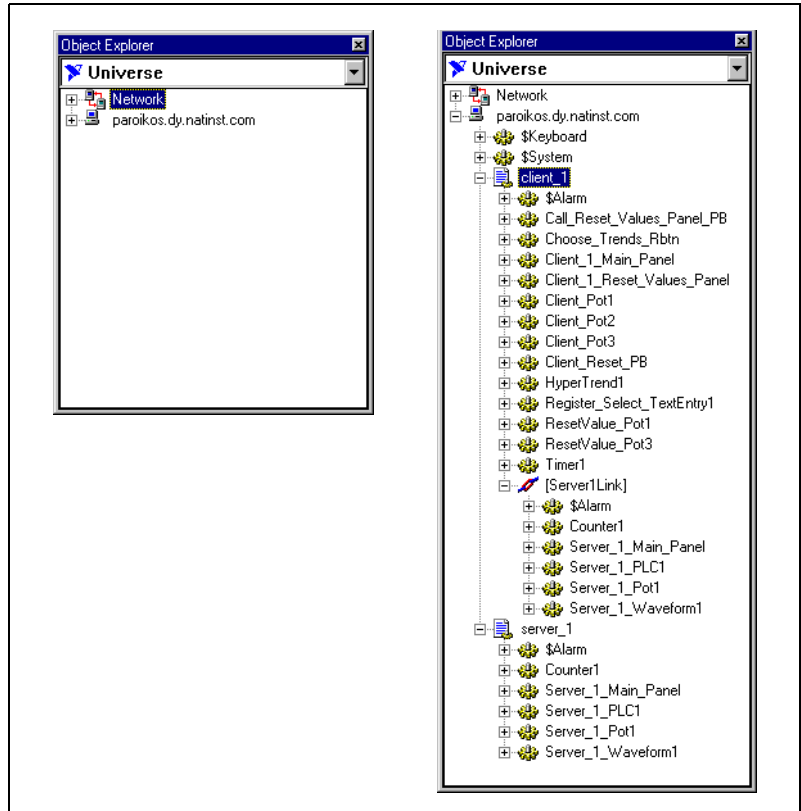 Object Explorer
Universe
Network
paroikos.dy.natinst.com
Object Explorer
Universe
Network
paroikos.dy.natinst.com
$Keyboard
$System
client_1
$Alarm
Call_Reset_Values_Panel_PB
Choose_Trends_Rbtn
Client_1_Main_Panel
Client_1_Reset_Values_Panel
Client_Pot1
Client_Pot2
Client_Pot3
Client_Reset_PB
HyperTrend1
Register_Select_TextEntry1
ResetValue_Pot1
ResetValue_Pot3
Timer1
[Server1Link]
$Alarm
Counter1
Server_1_Main_Panel
Server_1_PLC1
Server_1_Pot1
Server_1_Waveform1
server_1
$Alarm
Counter1
Server_1_Main_Panel
Server_1_PLC1
Server_1_Pot1
Server_1_Waveform1